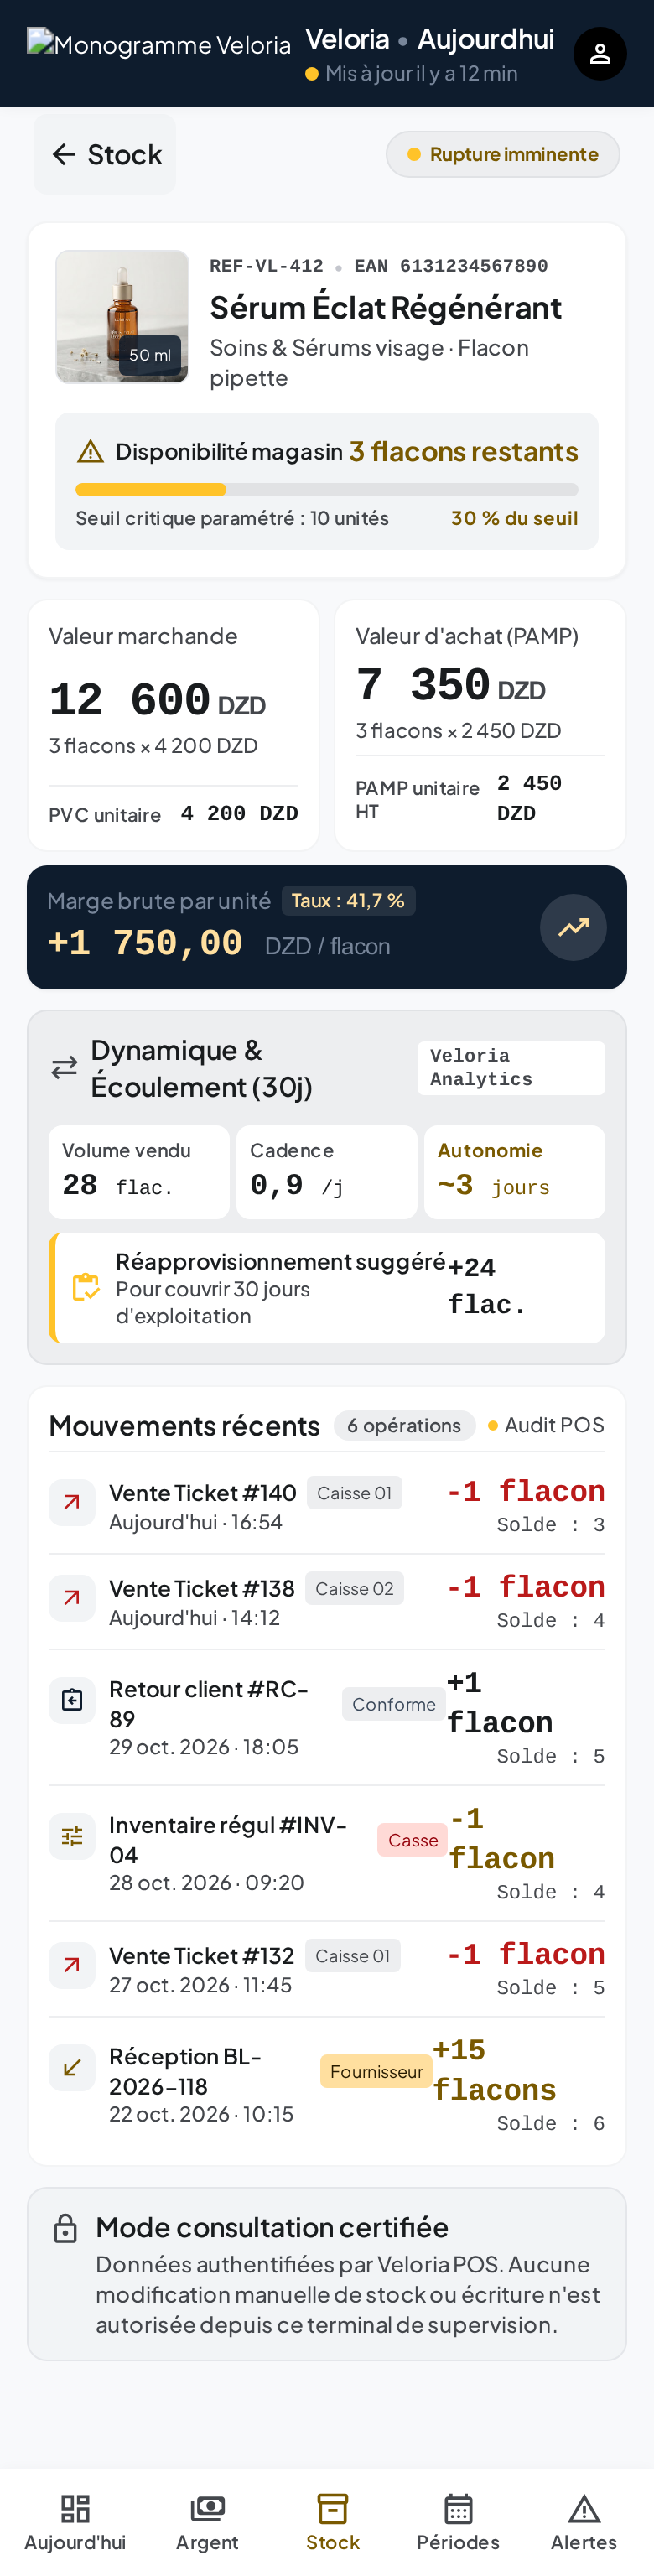 Monogramme Veloria
Veloria • Aujourdhui
Mis à jour il y a 12 min
← Stock
Rupture imminente
REF-VL-412 • EAN 6131234567890
Sérum Éclat Régénérant
50 ml
Soins & Sérums visage · Flacon
pipette
Disponibilité magasin 3 flacons restants
Seuil critique paramétré : 10 unités 30 % du seuil
Valeur marchande
12 600 DZD
3 flacons × 4 200 DZD
PVC unitaire 4 200 DZD
Valeur d'achat (PAMP)
7 350 DZD
3 flacons × 2 450 DZD
PAMP unitaire
HT
2 450
DZD
Marge brute par unité Taux : 41,7 %
+1 750,00 DZD / flacon
Dynamique &
Écoulement (30j)
Veloria
Analytics
Volume vendu
28 flac.
Cadence
0,9 /j
Autonomie
~3 jours
Réapprovisionnement suggéré
Pour couvrir 30 jours
d'exploitation
+24
flac.
Mouvements récents 6 opérations Audit POS
Vente Ticket #140 Caisse 01 -1 flacon
Aujourd'hui · 16:54 Solde : 3
Vente Ticket #138 Caisse 02 -1 flacon
Aujourd'hui · 14:12 Solde : 4
Retour client #RC-
89
Conforme
+1
flacon
29 oct. 2026 · 18:05 Solde : 5
Inventaire régul #INV-
04
Casse
-1
flacon
28 oct. 2026 · 09:20 Solde : 4
Vente Ticket #132 Caisse 01 -1 flacon
27 oct. 2026 · 11:45 Solde : 5
Réception BL-
2026-118
Fournisseur
+15
flacons
22 oct. 2026 · 10:15 Solde : 6
Mode consultation certifiée
Données authentifiées par Veloria POS. Aucune
modification manuelle de stock ou écriture n'est
autorisée depuis ce terminal de supervision.
Aujourd'hui Argent Stock Périodes Alertes